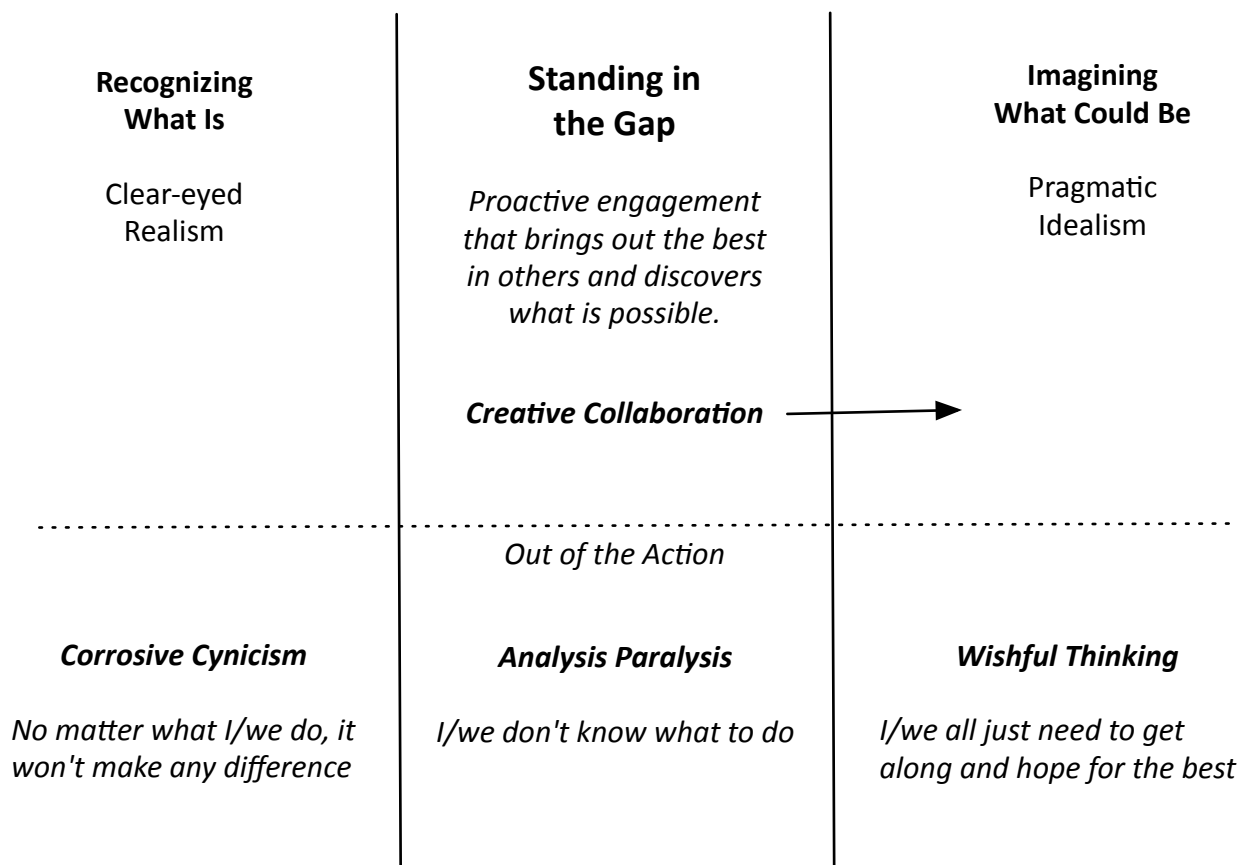 Recognizing
What Is
Clear-eyed
Realism
Standing in
the Gap
Proactive engagement
that brings out the best
in others and discovers
what is possible.
Creative Collaboration
Imagining
What Could Be
Pragmatic
Idealism
Out of the Action
Corrosive Cynicism
No matter what I/we do, it
won't make any difference
Analysis Paralysis
I/we don't know what to do
Wishful Thinking
I/we all just need to get
along and hope for the best